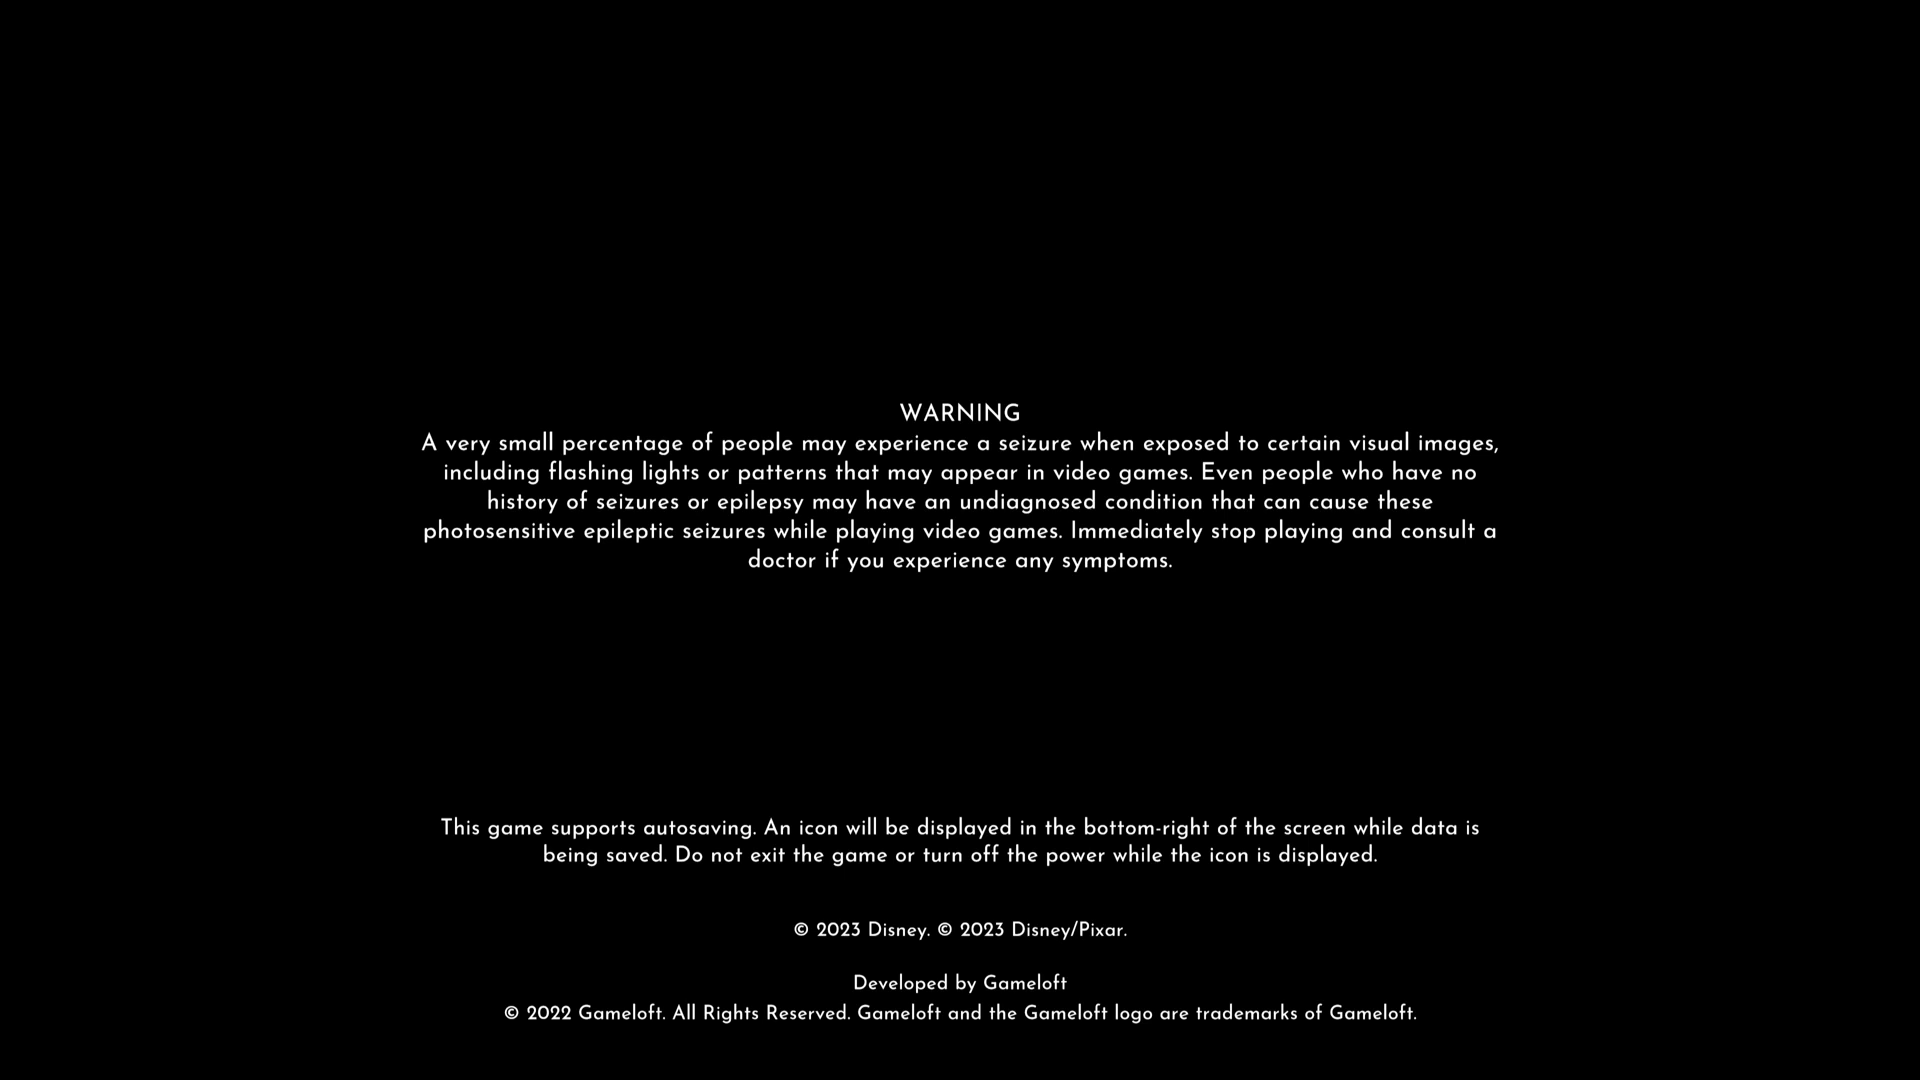 WARNING
A very small percentage of people may experience a seizure when exposed to certain visual images,
including flashing lights or patterns that may appear in video games. Even people who have no
history of seizures or epilepsy may have an undiagnosed condition that can cause these
photosensitive epileptic seizures while playing video games. Immediately stop playing and consult a
doctor if you experience any symptoms.
This game supports autosaving. An icon will be displayed in the bottom-right of the screen while data is
being saved. Do not exit the game or turn off the power while the icon is displayed.
© 2023 Disney. © 2023 Disney/Pixar.
Developed by Gameloft
© 2022 Gameloft. All Rights Reserved. Gameloft and the Gameloft logo are trademarks of Gameloft.